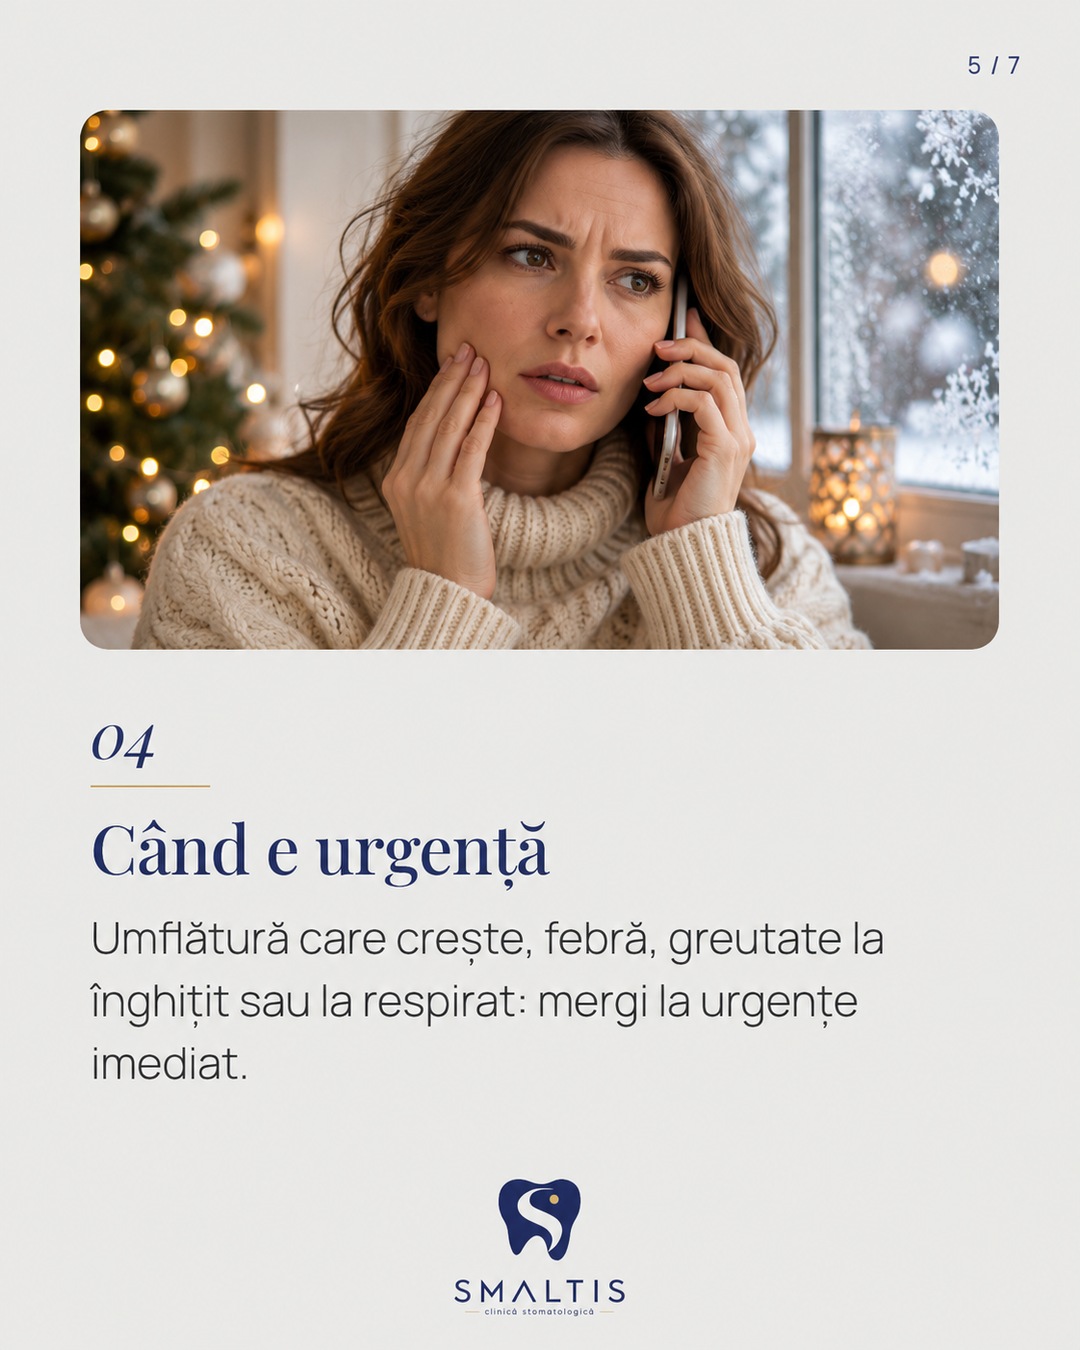 5 / 7
04
Când e urgență
Umflătură care crește, febră, greutate la
înghițit sau la respirat: mergi la urgențe
imediat.
SMALTIS
clinică stomatologică